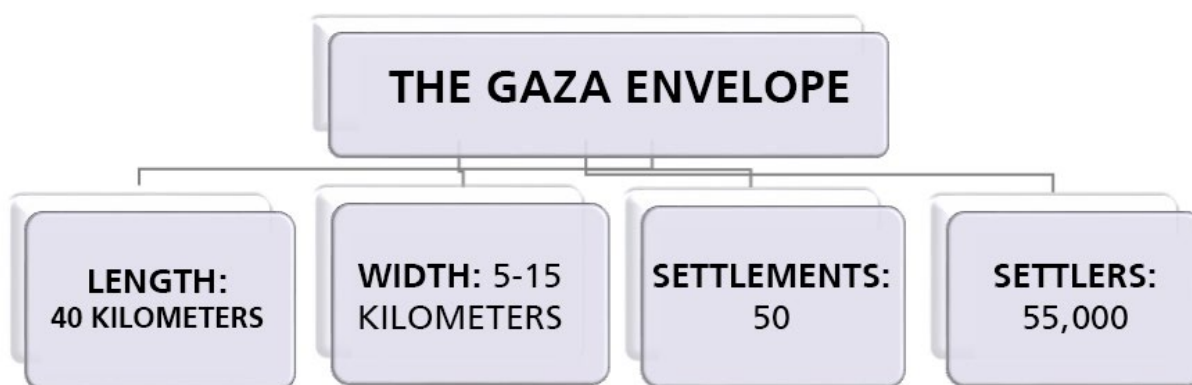 THE GAZA ENVELOPE
LENGTH:
40 KILOMETERS
WIDTH: 5-15
KILOMETERS
SETTLEMENTS:
50
SETTLERS:
55,000